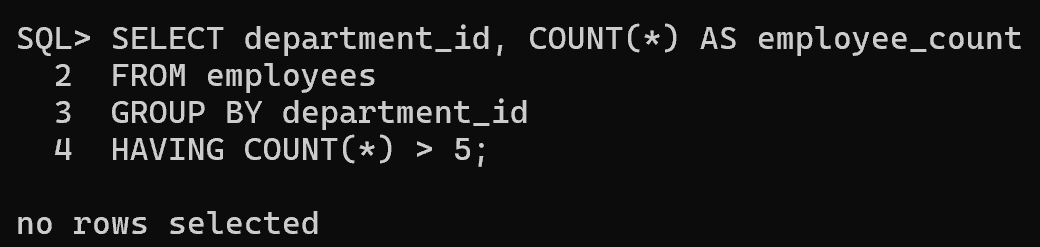 SQL> SELECT department_id, COUNT(*) AS employee_count
  2  FROM employees
  3  GROUP BY department_id
  4  HAVING COUNT(*) > 5;

no rows selected